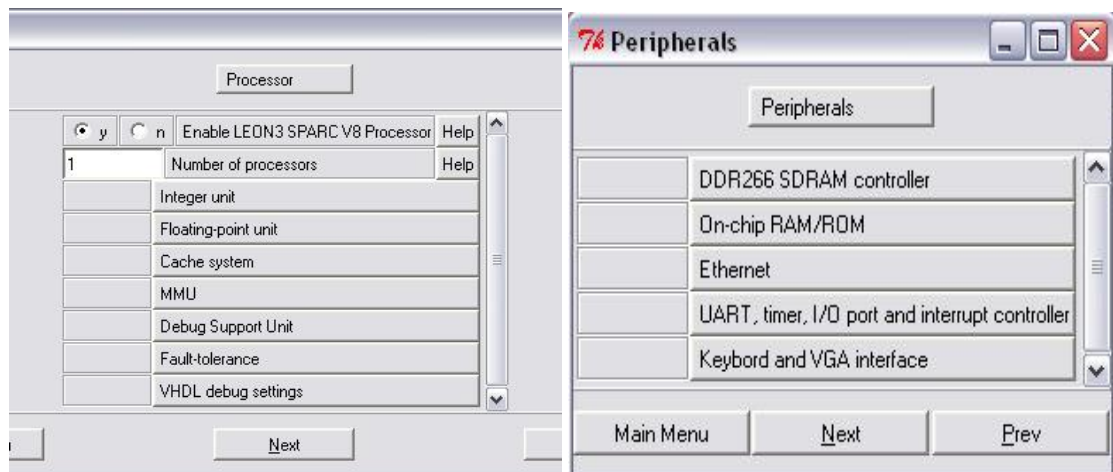 Processor
y n Enable LEON3 SPARC V8 Processor Help
1 Number of processors Help
Integer unit
Floating-point unit
Cache system
MMU
Debug Support Unit
Fault-tolerance
VHDL debug settings
Next
Peripherals
Peripherals
DDR266 SDRAM controller
On-chip RAM/ROM
Ethernet
UART, timer, I/O port and interrupt controller
Keybord and VGA interface
Main Menu Next Prev